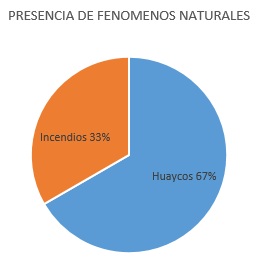 PRESENCIA DE FENOMENOS NATURALES
Incendios 33%
Huaycos 67%